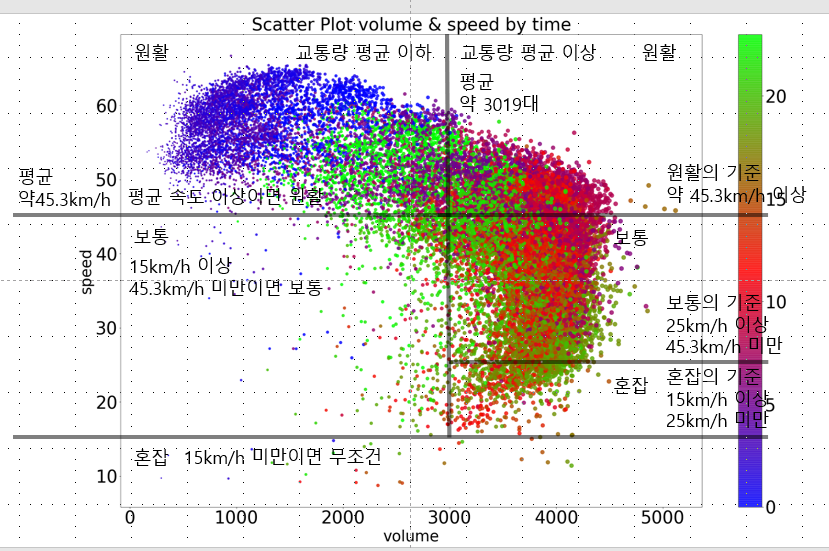 Scatter Plot volume & speed by time
원활
교통량 평균 이하
교통량 평균 이상
원활
평균
약 3019대
평균
약45.3km/h
평균 속도 이상이면 원활
원활의 기준
약 45.3km/h 이상
보통
15km/h 이상
45.3km/h 미만이면 보통
보통
보통의 기준
25km/h 이상
45.3km/h 미만
혼잡
혼잡의 기준
15km/h 이상
25km/h 미만
혼잡 15km/h 미만이면 무조건
speed
60
50
40
30
20
10
0 1000 2000 3000 4000 5000
volume
20
15
10
5
0